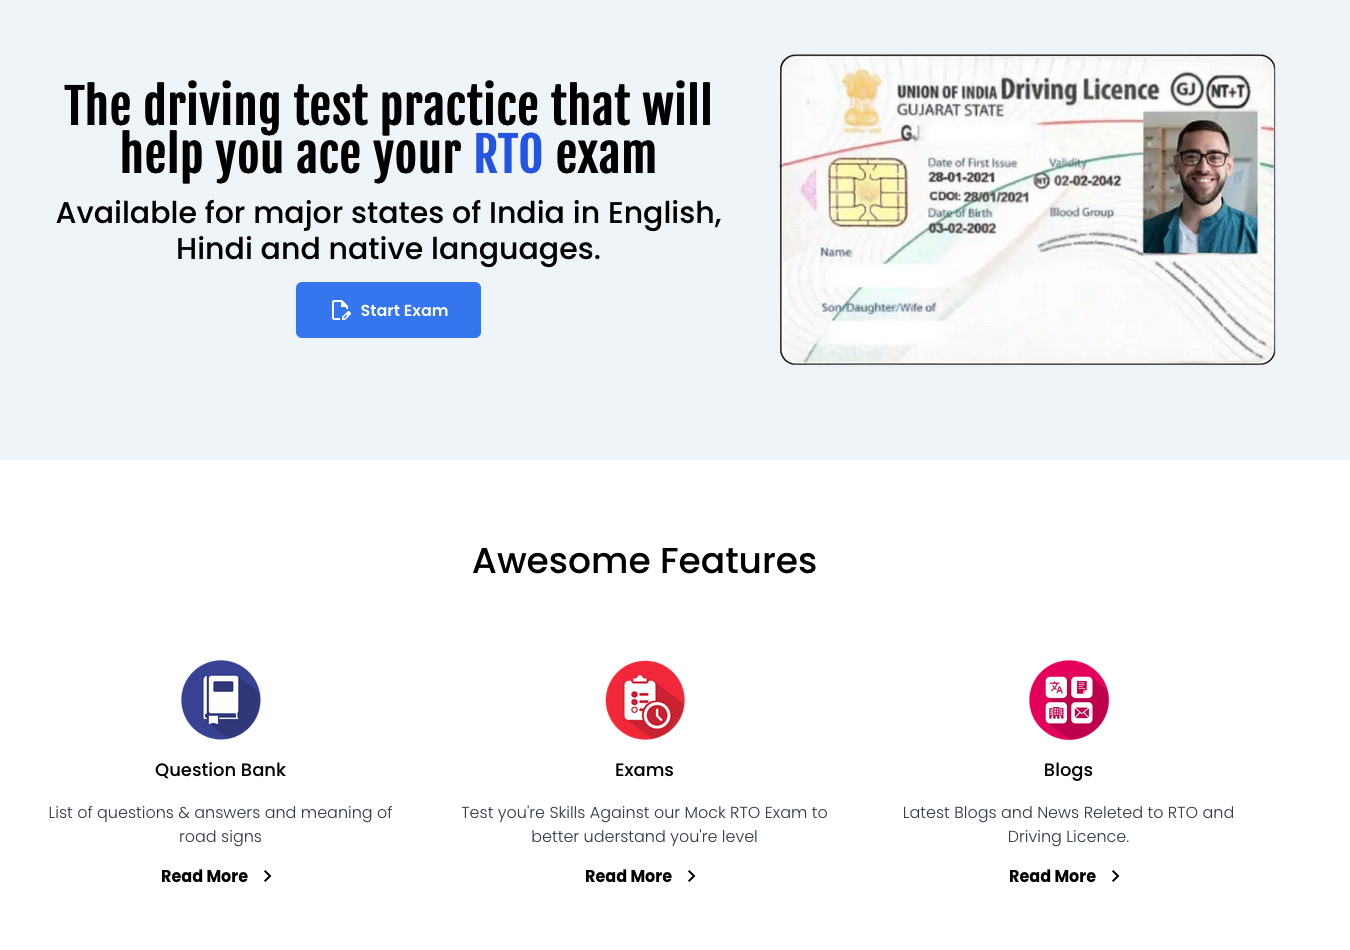 The driving test practice that will
help you ace your RTO exam
Available for major states of India in English,
Hindi and native languages.
Start Exam
UNION OF INDIA Driving Licence GJ NT+T
GUJARAT STATE
GJ
Date of First Issue Validity
28-01-2021 NT 02-02-2042
CDOI: 28/01/2021
Date of Birth Blood Group
03-02-2002
Name
Son/Daughter/Wife of
Awesome Features
Question Bank
List of questions & answers and meaning of
road signs
Read More
Exams
Test you're Skills Against our Mock RTO Exam to
better uderstand you're level
Read More
Blogs
Latest Blogs and News Releted to RTO and
Driving Licence.
Read More